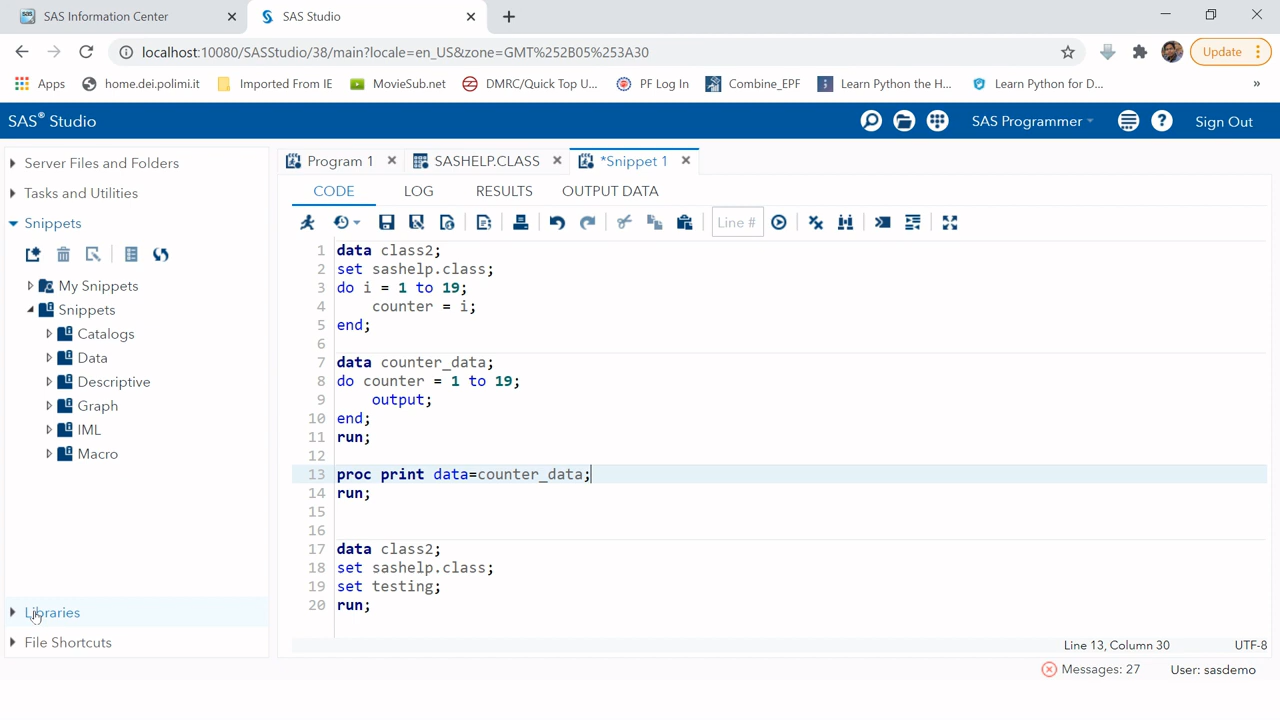 SAS Information Center
SAS Studio
localhost:10080/SASStudio/38/main?locale=en_US&zone=GMT%252B05%253A30
Update
Apps
home.dei.polimi.it
Imported From IE
MovieSub.net
DMRC/Quick Top U...
PF Log In
Combine_EPF
Learn Python the H...
Learn Python for D...
»
SAS® Studio
SAS Programmer
Sign Out
Server Files and Folders
Tasks and Utilities
Snippets
My Snippets
Snippets
Catalogs
Data
Descriptive
Graph
IML
Macro
Libraries
File Shortcuts
Program 1
SASHELP.CLASS
*Snippet 1
CODE
LOG
RESULTS
OUTPUT DATA
Line #
1 data class2;
2 set sashelp.class;
3 do i = 1 to 19;
4 counter = i;
5 end;
6
7 data counter_data;
8 do counter = 1 to 19;
9 output;
10 end;
11 run;
12
13 proc print data=counter_data;
14 run;
15
16
17 data class2;
18 set sashelp.class;
19 set testing;
20 run;
Line 13, Column 30
UTF-8
Messages: 27
User: sasdemo